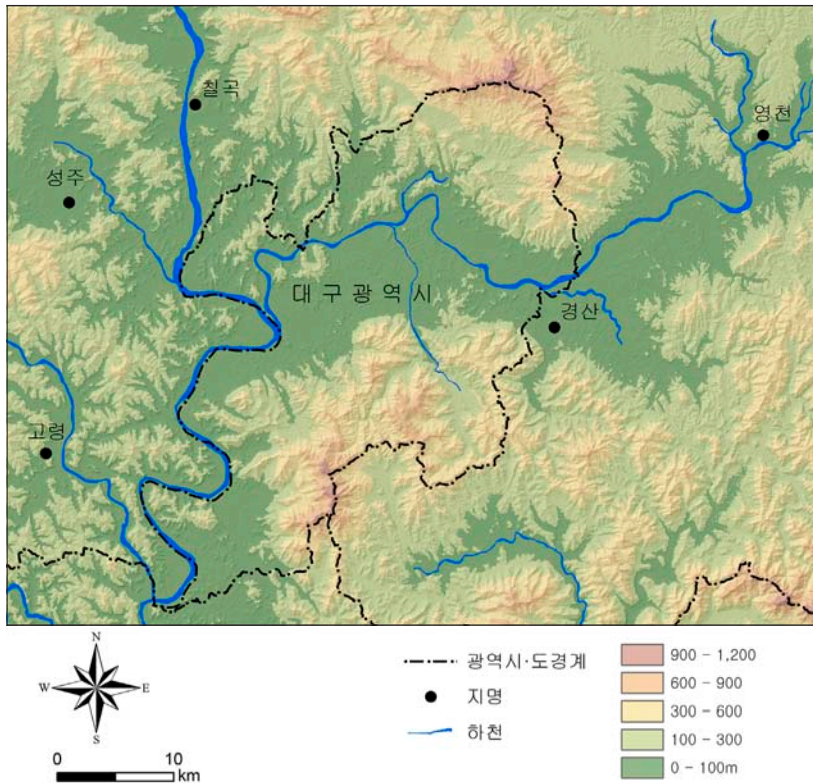 칠곡
영천
성주
대구광역시
경산
고령
N
W E
S
0 10
km
광역시·도경계
지명
하천
900 - 1,200
600 - 900
300 - 600
100 - 300
0 - 100m